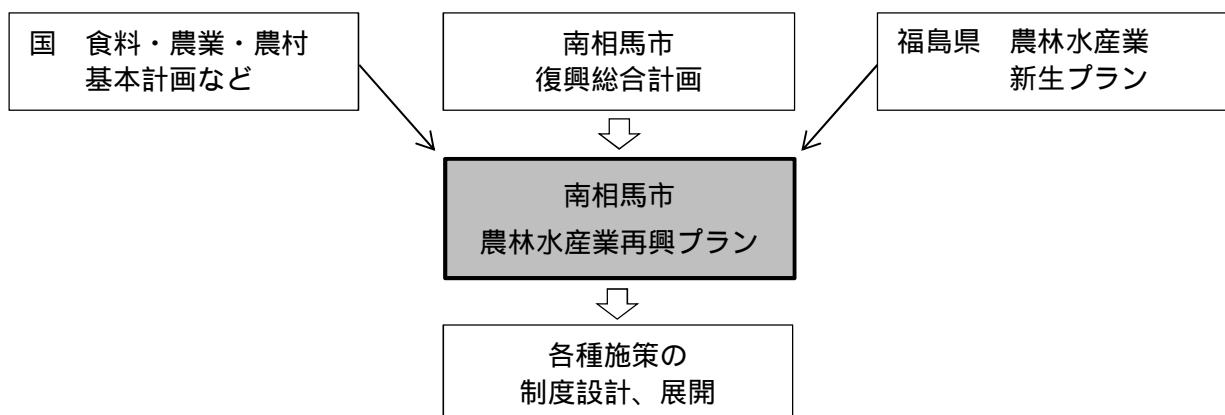 国　食料・農業・農村
基本計画など
南相馬市
復興総合計画
福島県　農林水産業
新生プラン
南相馬市
農林水産業再興プラン
各種施策の
制度設計、展開